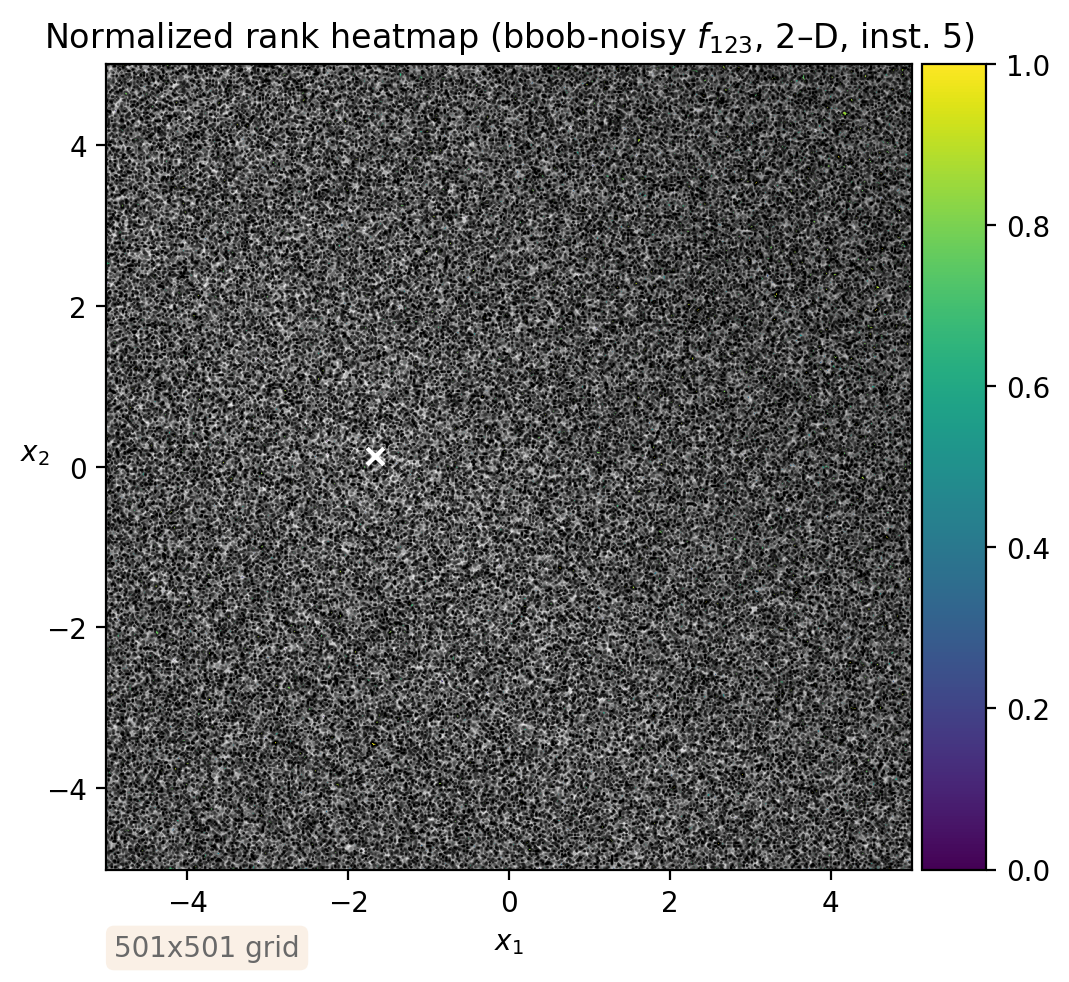 Normalized rank heatmap (bbob-noisy f₁₂₃, 2–D, inst. 5)
1.0
0.8
0.6
0.4
0.2
0.0
4
2
0
−2
−4
x₂
−4 −2 0 2 4
x₁
501x501 grid